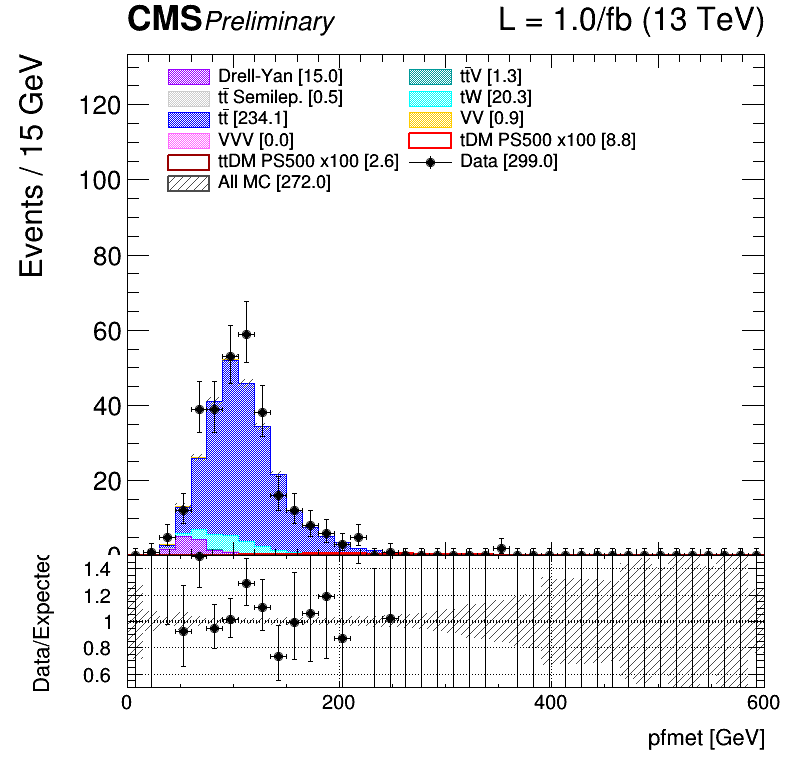 CMS Preliminary L = 1.0/fb (13 TeV)
Events / 15 GeV
Drell-Yan [15.0] tt̄V [1.3]
tt̄ Semilep. [0.5] tW [20.3]
tt̄ [234.1] VV [0.9]
VVV [0.0] tDM PS500 x100 [8.8]
ttDM PS500 x100 [2.6] Data [299.0]
All MC [272.0]
120
100
80
60
40
20
0
Data/Expected
1.4
1.2
1
0.8
0.6
0 200 400 600
pfmet [GeV]